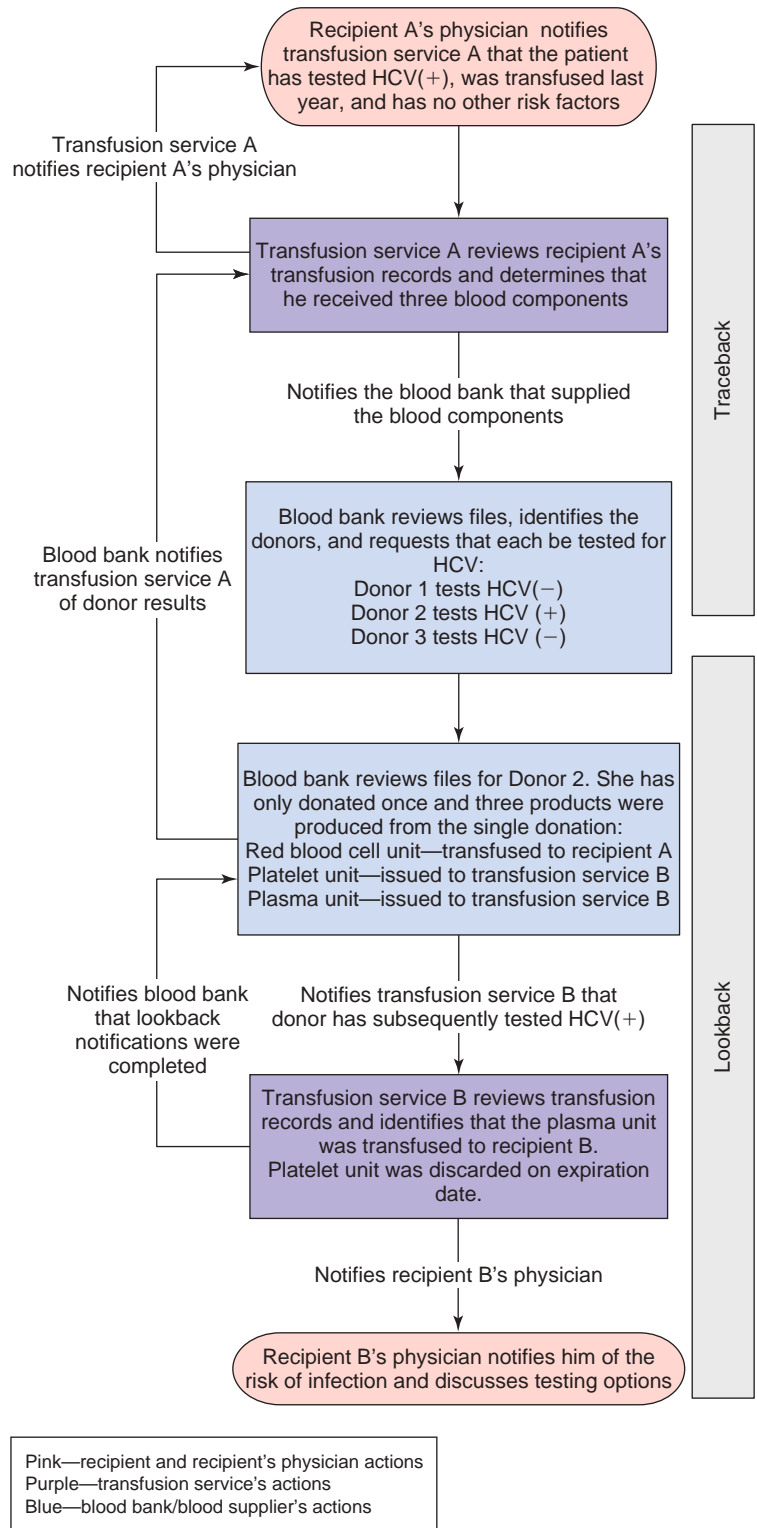 Recipient A's physician notifies
transfusion service A that the patient
has tested HCV(+), was transfused last
year, and has no other risk factors
Transfusion service A
notifies recipient A's physician
Transfusion service A reviews recipient A's
transfusion records and determines that
he received three blood components
Traceback
Notifies the blood bank that supplied
the blood components
Blood bank reviews files, identifies the
donors, and requests that each be tested for
HCV:
Donor 1 tests HCV(−)
Donor 2 tests HCV (+)
Donor 3 tests HCV (−)
Blood bank notifies
transfusion service A
of donor results
Blood bank reviews files for Donor 2. She has
only donated once and three products were
produced from the single donation:
Red blood cell unit—transfused to recipient A
Platelet unit—issued to transfusion service B
Plasma unit—issued to transfusion service B
Lookback
Notifies blood bank
that lookback
notifications were
completed
Notifies transfusion service B that
donor has subsequently tested HCV(+)
Transfusion service B reviews transfusion
records and identifies that the plasma unit
was transfused to recipient B.
Platelet unit was discarded on expiration
date.
Notifies recipient B's physician
Recipient B's physician notifies him of the
risk of infection and discusses testing options
Pink—recipient and recipient's physician actions
Purple—transfusion service's actions
Blue—blood bank/blood supplier's actions